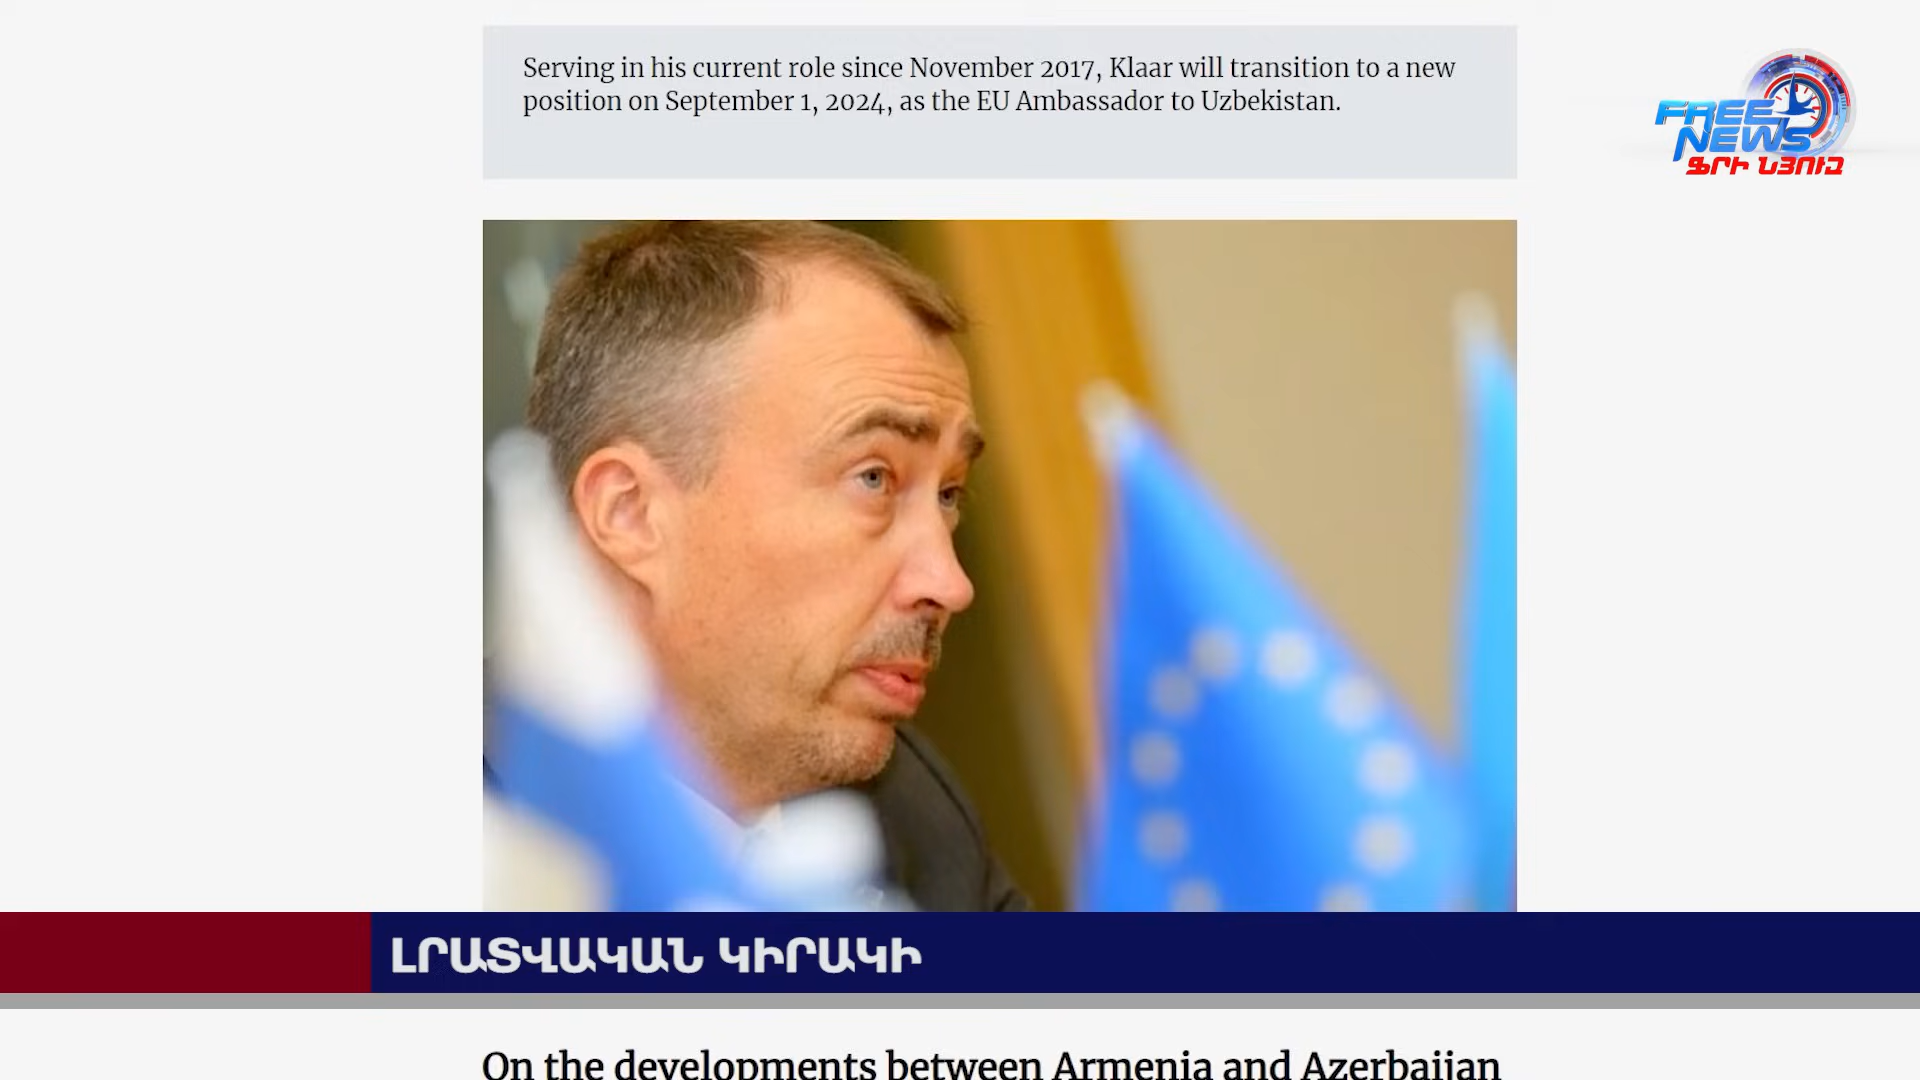 Serving in his current role since November 2017, Klaar will transition to a new
position on September 1, 2024, as the EU Ambassador to Uzbekistan.
FREE
NEWS
ՖՐԻ ՆՅՈՒԶ
ԼՐԱՏՎԱԿԱՆ ԿԻՐԱԿԻ
On the developments between Armenia and Azerbaijan